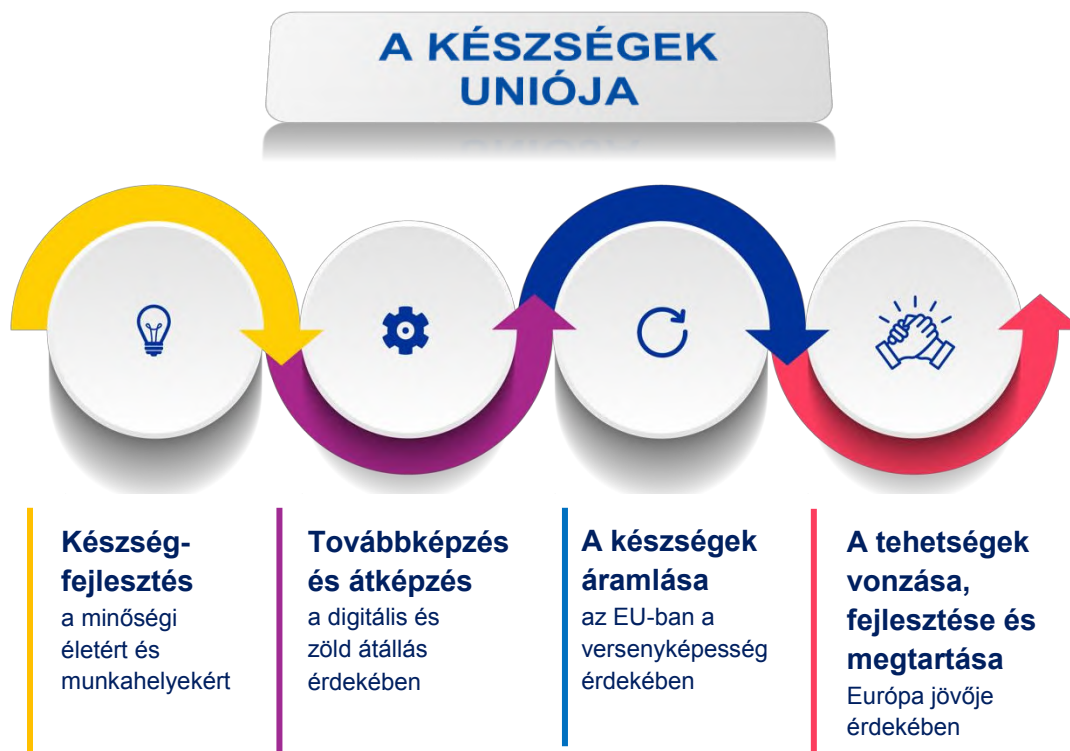 A KÉSZSÉGEK
UNIÓJA
Készség-
fejlesztés
a minőségi
életért és
munkahelyekért
Továbbképzés
és átképzés
a digitális és
zöld átállás
érdekében
A készségek
áramlása
az EU-ban a
versenyképesség
érdekében
A tehetségek
vonzása,
fejlesztése és
megtartása
Európa jövője
érdekében